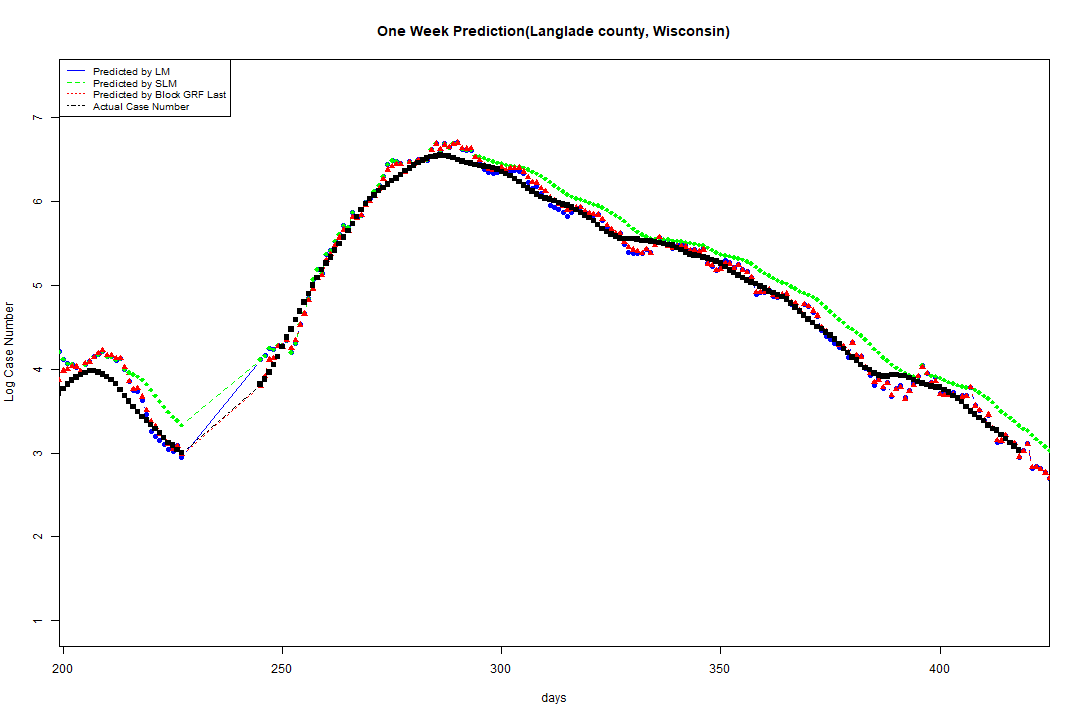 One Week Prediction(Langlade county, Wisconsin)
Predicted by LM
Predicted by SLM
Predicted by Block GRF Last
Actual Case Number
7
6
5
4
3
2
1
Log Case Number
200 250 300 350 400
days